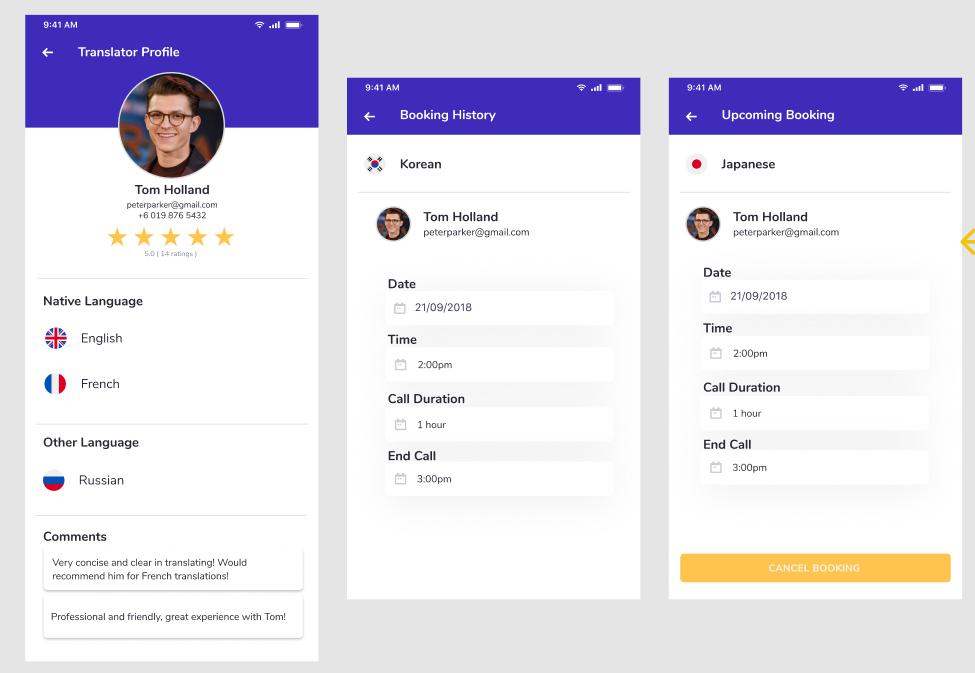 9:41 AM
Translator Profile
Tom Holland
peterparker@gmail.com
+6 019 876 5432
5.0 ( 14 ratings )
Native Language
English
French
Other Language
Russian
Comments
Very concise and clear in translating! Would
recommend him for French translations!
Professional and friendly, great experience with Tom!
9:41 AM
Booking History
Korean
Tom Holland
peterparker@gmail.com
Date
21/09/2018
Time
2:00pm
Call Duration
1 hour
End Call
3:00pm
9:41 AM
Upcoming Booking
Japanese
Tom Holland
peterparker@gmail.com
Date
21/09/2018
Time
2:00pm
Call Duration
1 hour
End Call
3:00pm
CANCEL BOOKING